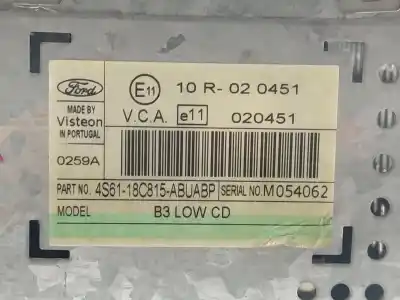 Ford
E11
10 R- 02 0451
MADE BY
Visteon
IN PORTUGAL
V.C.A. e11 020451
0259A
PART NO. 4S61-18C815-ABUABP SERIAL NO. M054062
MODEL B3 LOW CD